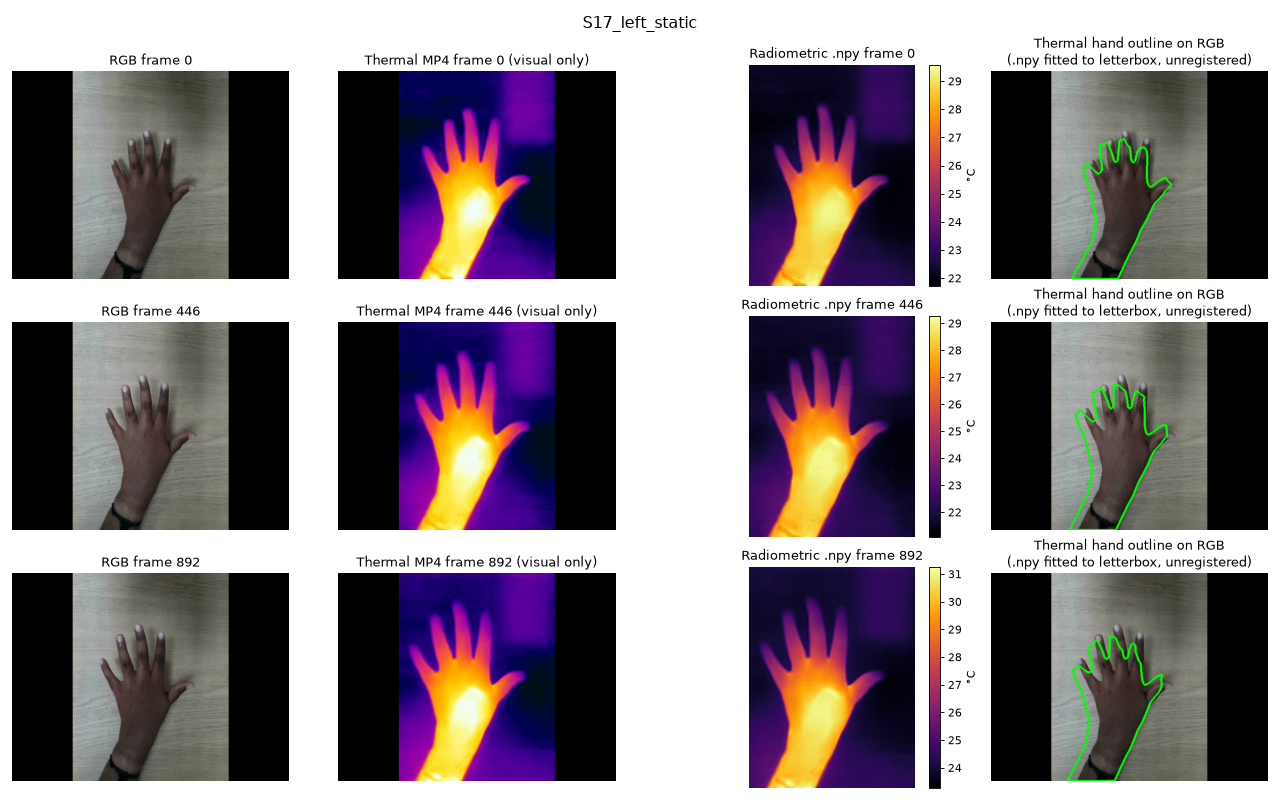 S17_left_static
RGB frame 0
Thermal MP4 frame 0 (visual only)
Radiometric .npy frame 0
Thermal hand outline on RGB
(.npy fitted to letterbox, unregistered)
29
28
27
26
25
24
23
22
°C
RGB frame 446
Thermal MP4 frame 446 (visual only)
Radiometric .npy frame 446
Thermal hand outline on RGB
(.npy fitted to letterbox, unregistered)
29
28
27
26
25
24
23
22
°C
RGB frame 892
Thermal MP4 frame 892 (visual only)
Radiometric .npy frame 892
Thermal hand outline on RGB
(.npy fitted to letterbox, unregistered)
31
30
29
28
27
26
25
24
°C